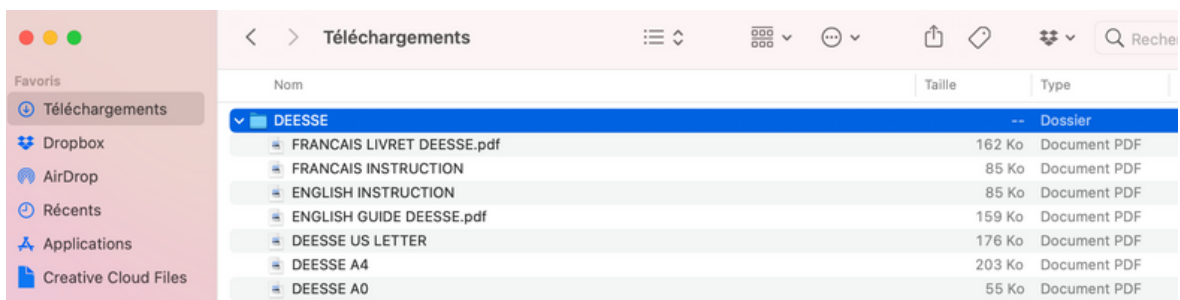 Téléchargements
Reche
Favoris
Téléchargements
Dropbox
AirDrop
Récents
Applications
Creative Cloud Files
Nom Taille Type
DEESSE -- Dossier
FRANCAIS LIVRET DEESSE.pdf 162 Ko Document PDF
FRANCAIS INSTRUCTION 85 Ko Document PDF
ENGLISH INSTRUCTION 85 Ko Document PDF
ENGLISH GUIDE DEESSE.pdf 159 Ko Document PDF
DEESSE US LETTER 176 Ko Document PDF
DEESSE A4 203 Ko Document PDF
DEESSE A0 55 Ko Document PDF